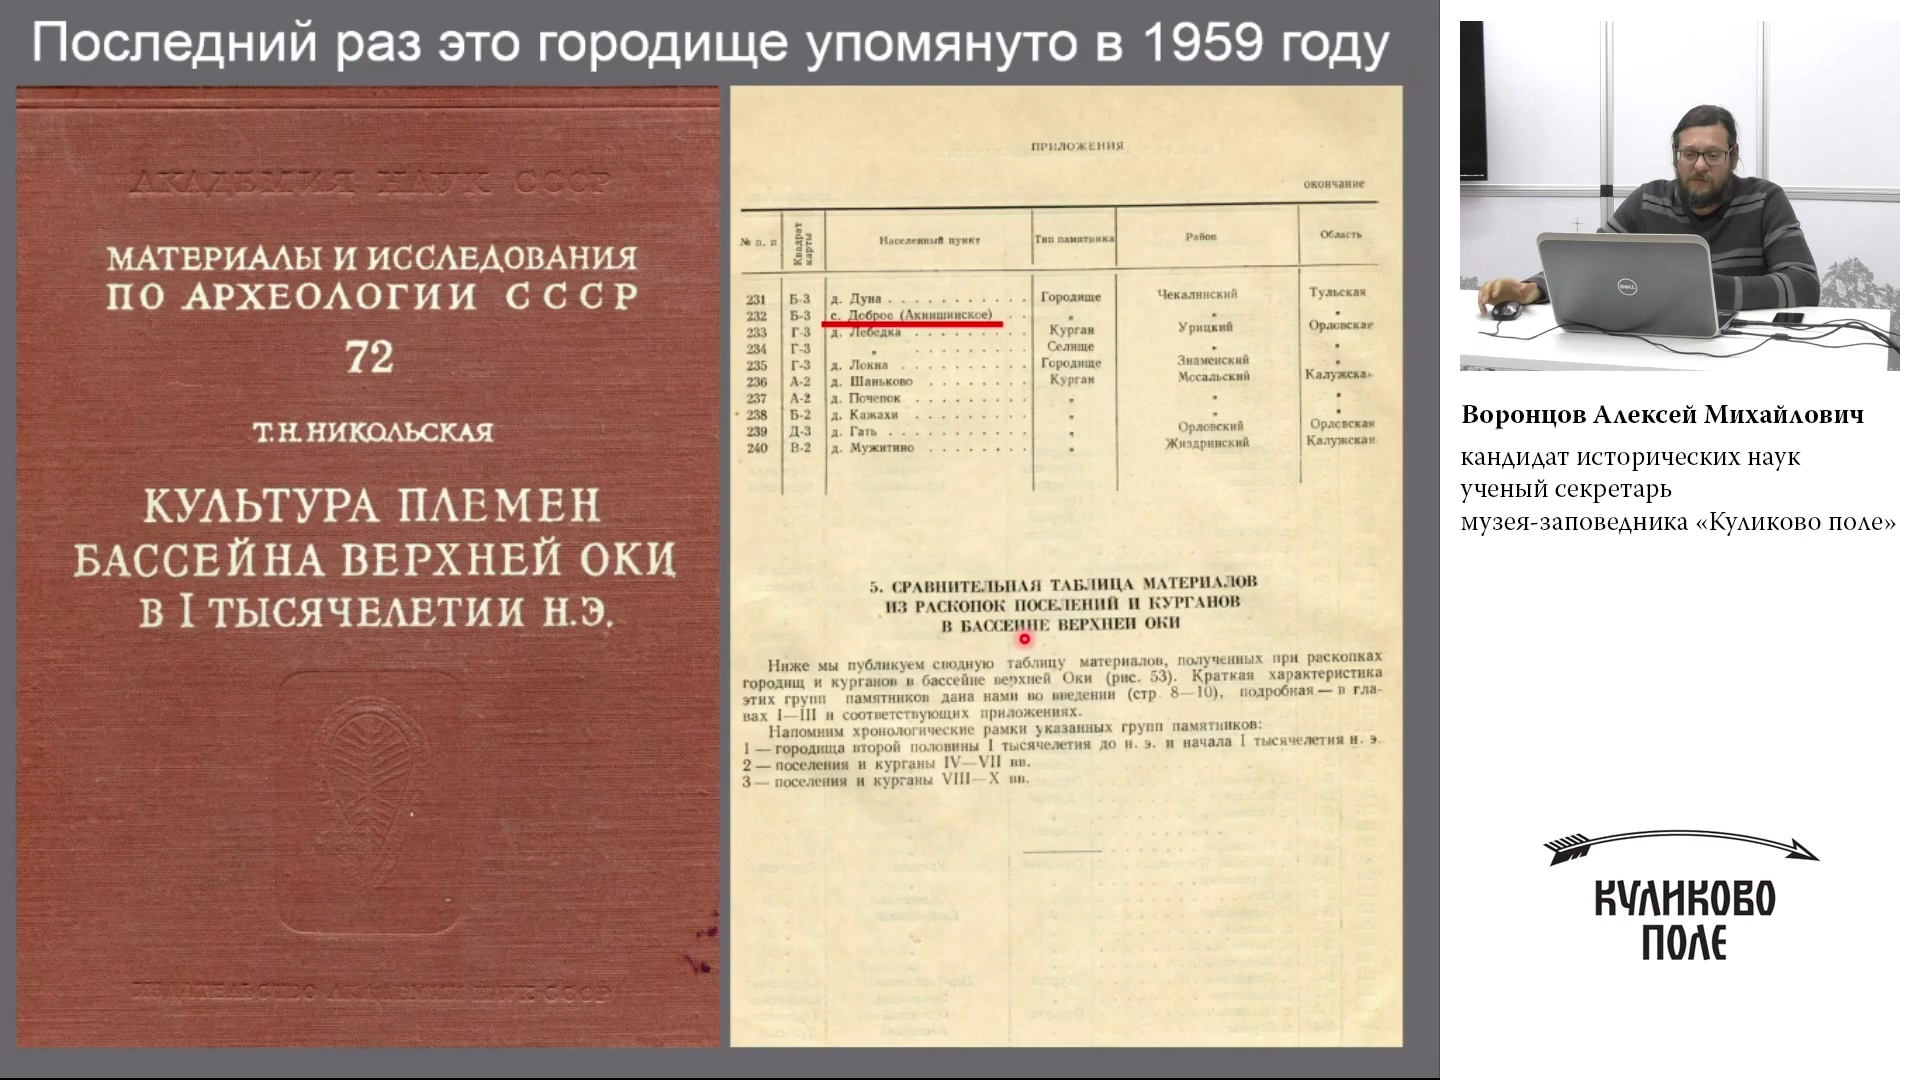 Последний раз это городище упомянуто в 1959 году
АКАДЕМИЯ НАУК СССР
МАТЕРИАЛЫ И ИССЛЕДОВАНИЯ
ПО АРХЕОЛОГИИ СССР
72
Т. Н. НИКОЛЬСКАЯ
КУЛЬТУРА ПЛЕМЕН
БАССЕЙНА ВЕРХНЕЙ ОКИ
В I ТЫСЯЧЕЛЕТИИ Н.Э.
ИЗДАТЕЛЬСТВО АКАДЕМИИ НАУК СССР
ПРИЛОЖЕНИЯ
окончание
№ п. п Квадрат карты Населенный пункт Тип памятника Район Область
231 Б-3 д. Дуна . . . . . . . . . . . Городище Чекалинский Тульская
232 Б-3 с. Доброе (Акиншинское) . . „ „ „
233 Г-3 д. Лебедка . . . . . . . . . Курган Урицкий Орловская
234 Г-3 „ . . . . . . . . . Селище „ „
235 Г-3 д. Локна . . . . . . . . . . Городище Знаменский „
236 А-2 д. Шаньково . . . . . . . . Курган Мосальский Калужская
237 А-2 д. Почепок . . . . . . . . . „ „ „
238 Б-2 д. Кажахи . . . . . . . . . „ „ „
239 Д-3 д. Гать . . . . . . . . . . . „ Орловский Орловская
240 В-2 д. Мужитино . . . . . . . . „ Жиздринский Калужская
5. СРАВНИТЕЛЬНАЯ ТАБЛИЦА МАТЕРИАЛОВ
ИЗ РАСКОПОК ПОСЕЛЕНИЙ И КУРГАНОВ
В БАССЕЙНЕ ВЕРХНЕЙ ОКИ
Ниже мы публикуем сводную таблицу материалов, полученных при раскопках
городищ и курганов в бассейне верхней Оки (рис. 53). Краткая характеристика
этих групп памятников дана нами во введении (стр. 8—10), подробная — в гла-
вах I—III и соответствующих приложениях.
Напомним хронологические рамки указанных групп памятников:
1 — городища второй половины I тысячелетия до н. э. и начала I тысячелетия н. э.
2 — поселения и курганы IV—VII вв.
3 — поселения и курганы VIII—X вв.
DELL
Воронцов Алексей Михайлович
кандидат исторических наук
ученый секретарь
музея-заповедника «Куликово поле»
КУЛИКОВО
ПОЛЕ